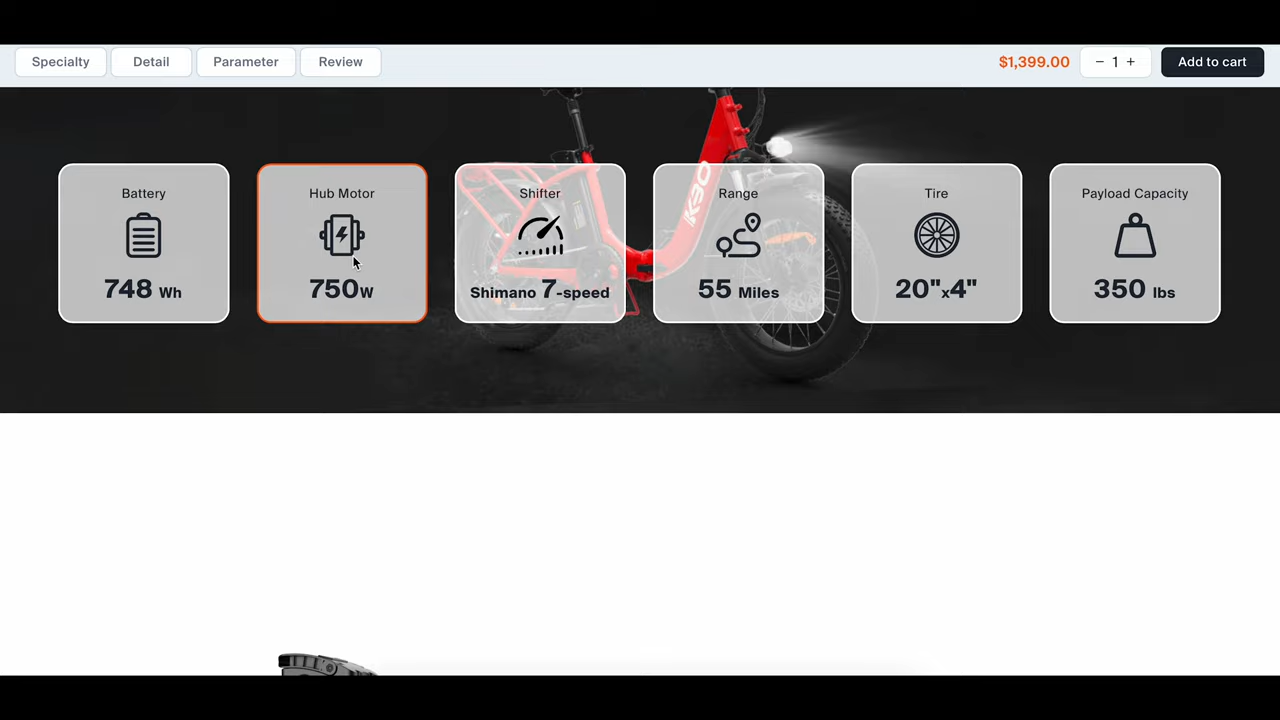 Specialty
Detail
Parameter
Review
$1,399.00
− 1 +
Add to cart
Battery
748 Wh
Hub Motor
750W
Shifter
Shimano 7-speed
Range
55 Miles
Tire
20"x4"
Payload Capacity
350 lbs
KBO